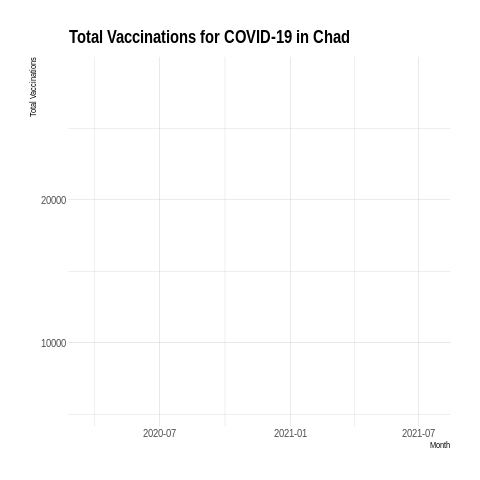 Total Vaccinations for COVID-19 in Chad
Total Vaccinations
20000
10000
2020-07 2021-01 2021-07
Month